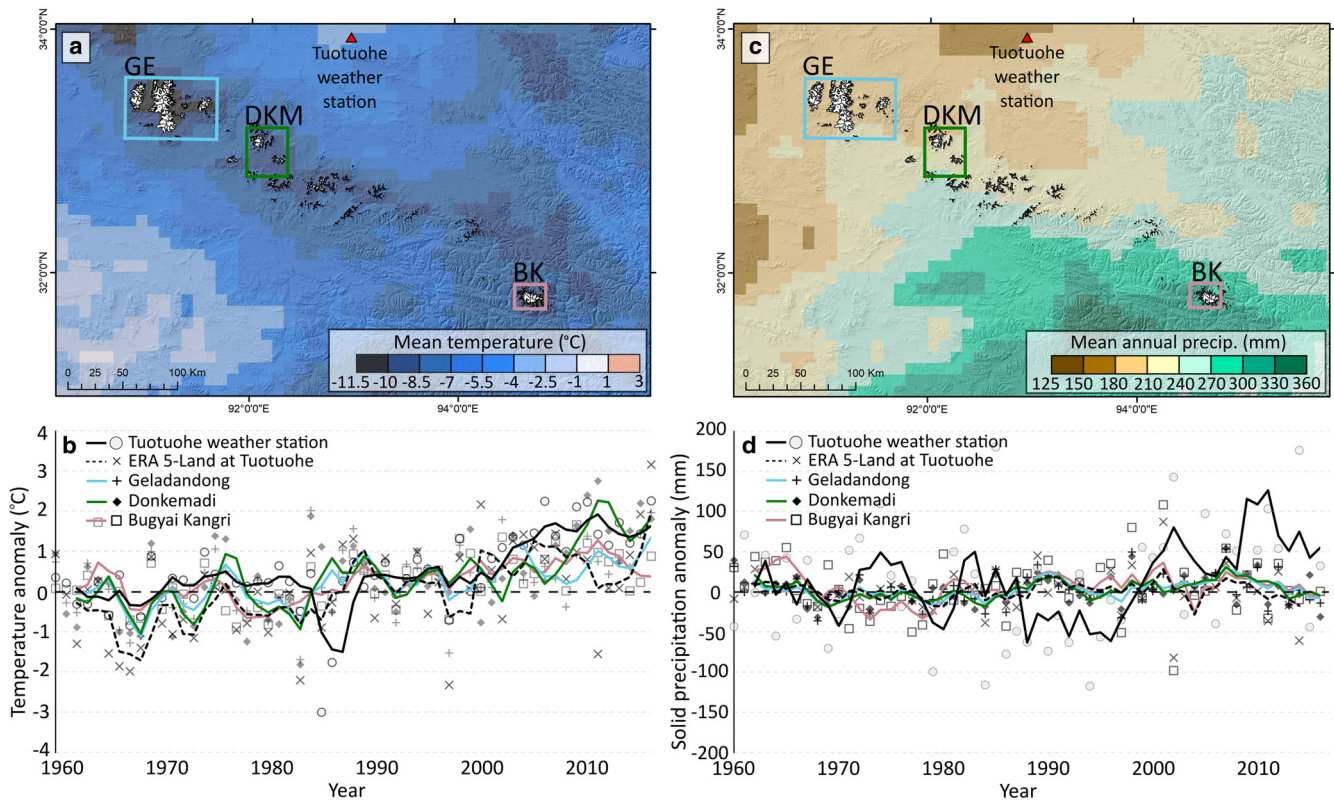 34°0'0"N
a
Tuotuohe
weather
station
GE
DKM
32°0'0"N
BK
Mean temperature (°C)
-11.5 -10 -8.5 -7 -5.5 -4 -2.5 -1 1 3
0 25 50 100 Km
92°0'0"E 94°0'0"E
34°0'0"N
c
Tuotuohe
weather
station
GE
DKM
32°0'0"N
BK
Mean annual precip. (mm)
125 150 180 210 240 270 300 330 360
0 25 50 100 Km
92°0'0"E 94°0'0"E
b
Temperature anomaly (°C)
4
3
2
1
0
-1
-2
-3
-4
Tuotuohe weather station
ERA 5-Land at Tuotuohe
Geladandong
Donkemadi
Bugyai Kangri
1960 1970 1980 1990 2000 2010
Year
d
Solid precipitation anomaly (mm)
200
150
100
50
0
-50
-100
-150
-200
Tuotuohe weather station
ERA 5-Land at Tuotuohe
Geladandong
Donkemadi
Bugyai Kangri
1960 1970 1980 1990 2000 2010
Year